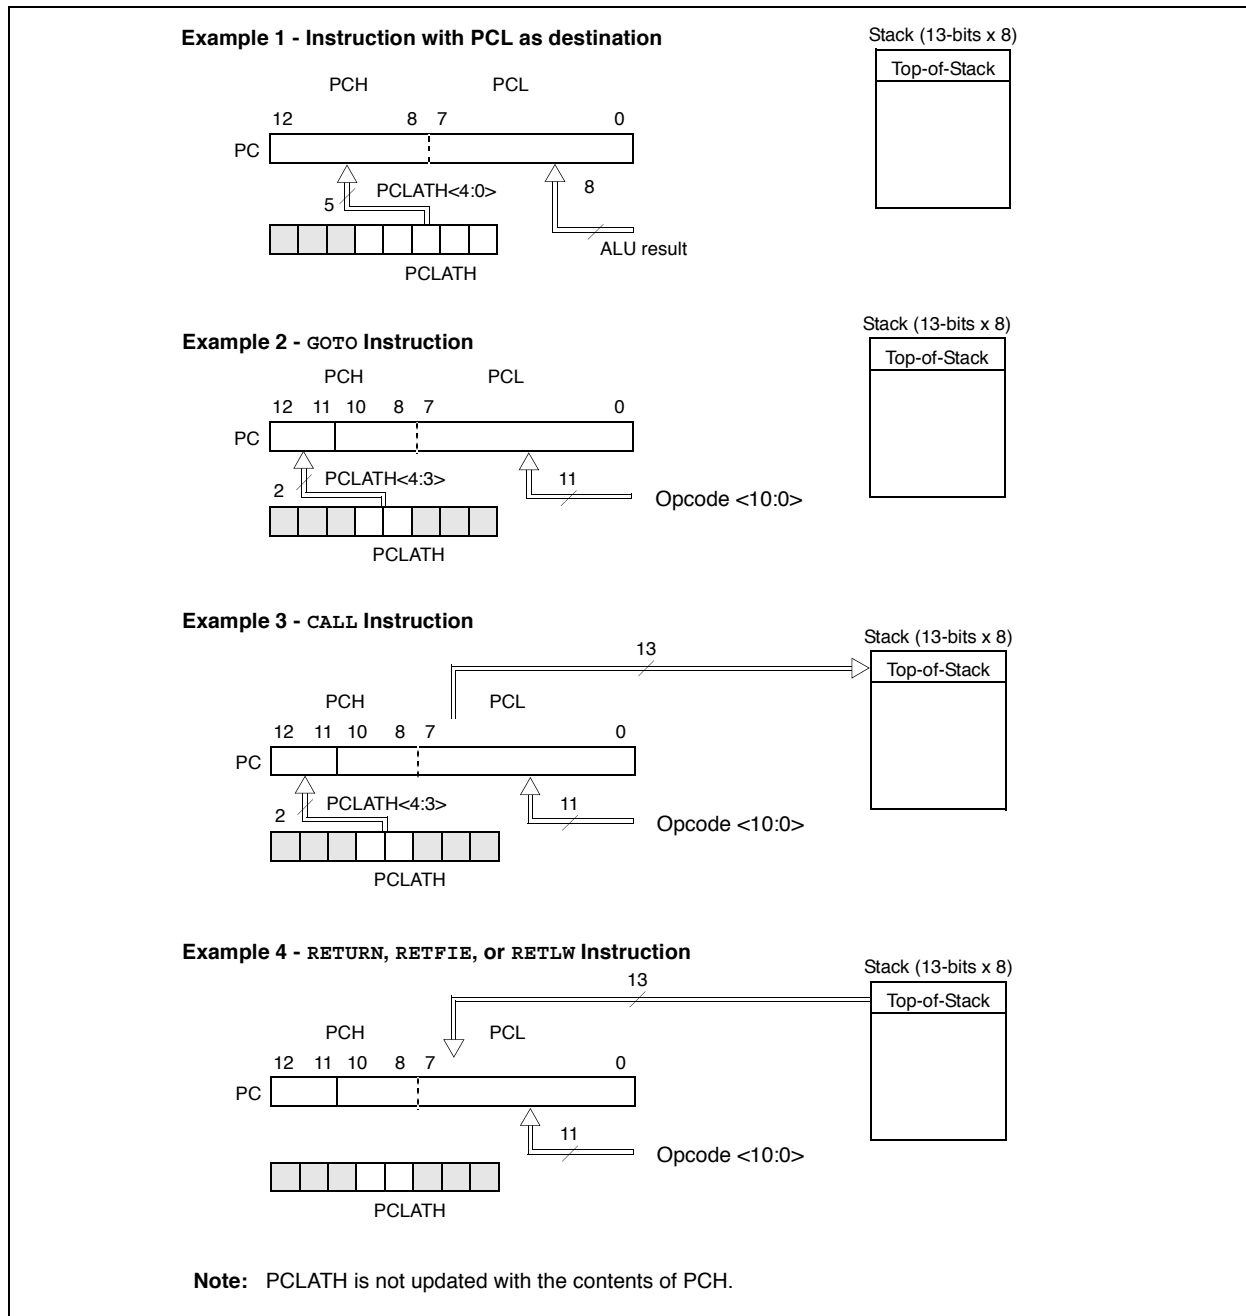 Example 1 - Instruction with PCL as destination
Stack (13-bits x 8)
Top-of-Stack
PCH PCL
12 8 7 0
PC
5 PCLATH<4:0> 8
ALU result
PCLATH
Example 2 - GOTO Instruction
Stack (13-bits x 8)
Top-of-Stack
PCH PCL
12 11 10 8 7 0
PC
2 PCLATH<4:3> 11
Opcode <10:0>
PCLATH
Example 3 - CALL Instruction
Stack (13-bits x 8)
13
Top-of-Stack
PCH PCL
12 11 10 8 7 0
PC
2 PCLATH<4:3> 11
Opcode <10:0>
PCLATH
Example 4 - RETURN, RETFIE, or RETLW Instruction
Stack (13-bits x 8)
13
Top-of-Stack
PCH PCL
12 11 10 8 7 0
PC
11
Opcode <10:0>
PCLATH
Note: PCLATH is not updated with the contents of PCH.